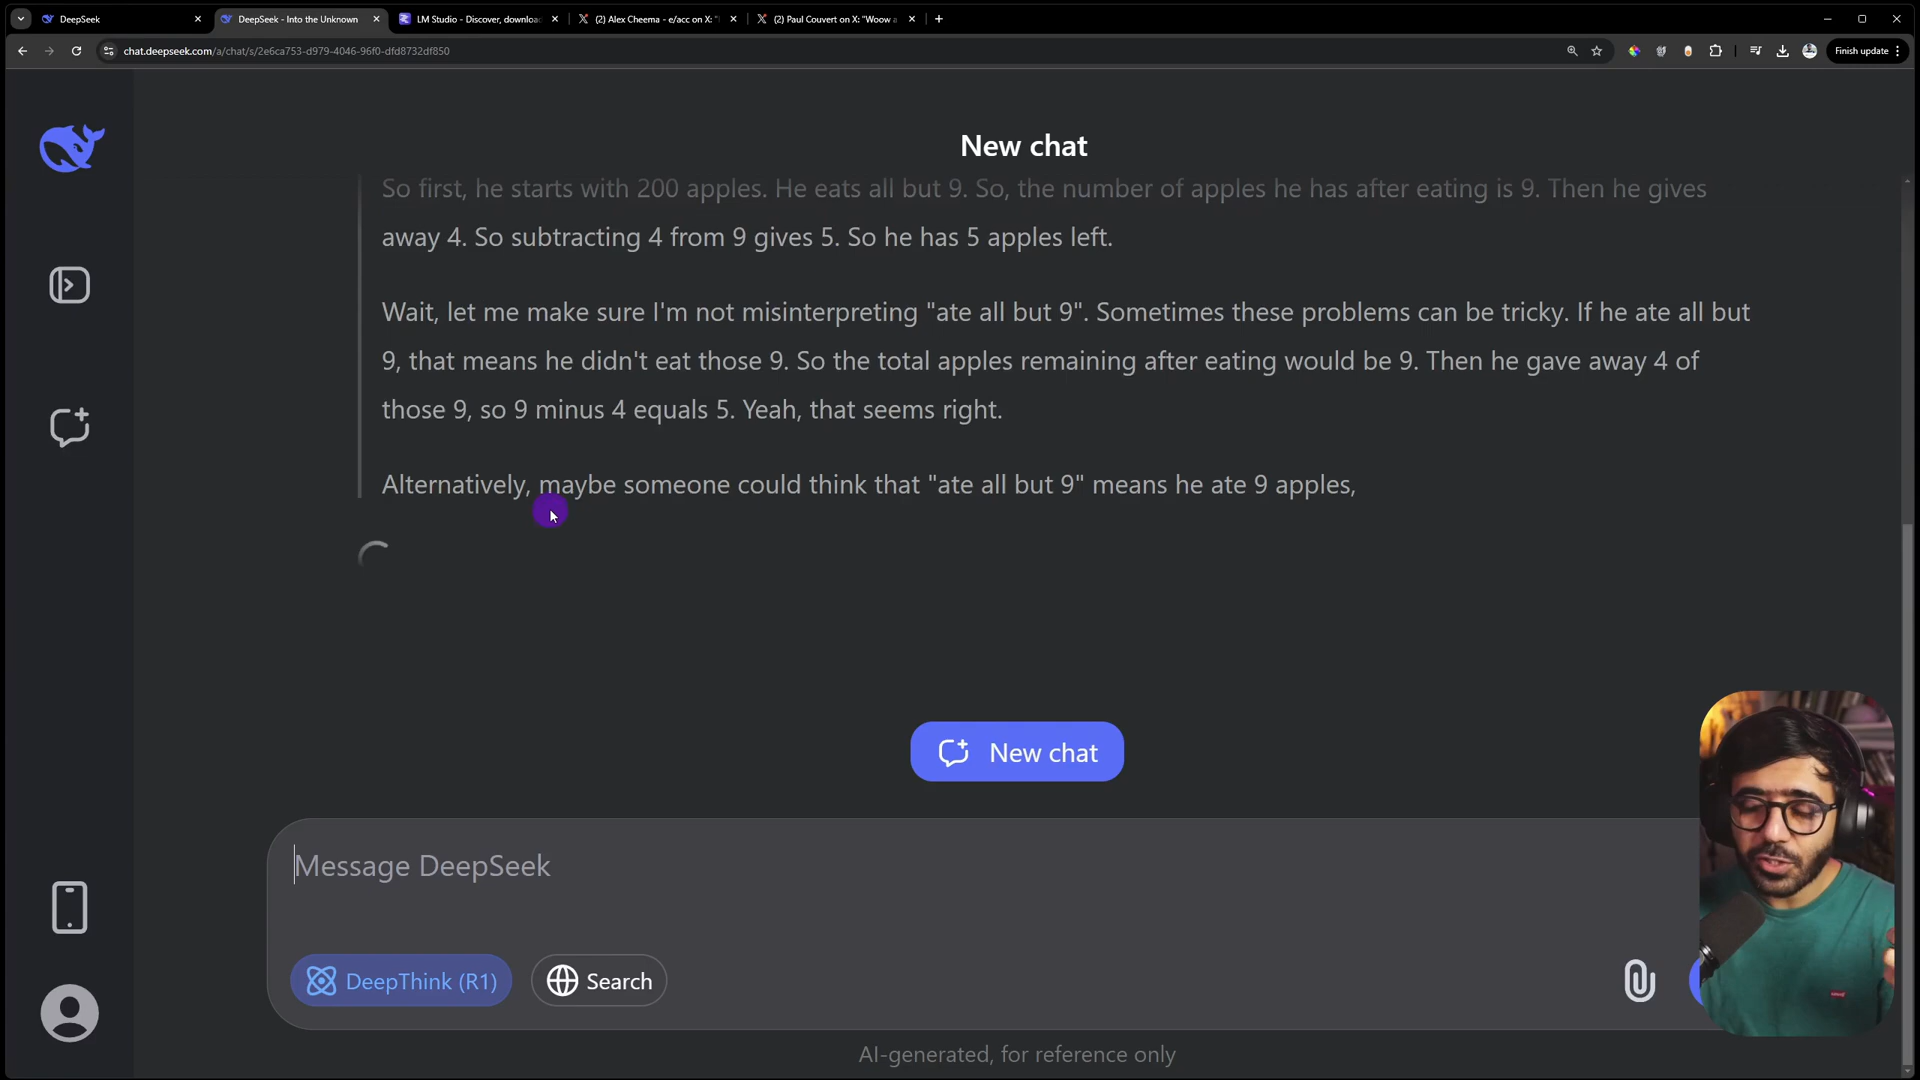 DeepSeek
DeepSeek - Into the Unknown
LM Studio - Discover, download
(2) Alex Cheema - e/acc on X: "
(2) Paul Couvert on X: "Woow a
chat.deepseek.com/a/chat/s/2e6ca753-d979-4046-96f0-dfd8732df850
Finish update
New chat
So first, he starts with 200 apples. He eats all but 9. So, the number of apples he has after eating is 9. Then he gives
away 4. So subtracting 4 from 9 gives 5. So he has 5 apples left.
Wait, let me make sure I'm not misinterpreting "ate all but 9". Sometimes these problems can be tricky. If he ate all but
9, that means he didn't eat those 9. So the total apples remaining after eating would be 9. Then he gave away 4 of
those 9, so 9 minus 4 equals 5. Yeah, that seems right.
Alternatively, maybe someone could think that "ate all but 9" means he ate 9 apples,
New chat
Message DeepSeek
DeepThink (R1)
Search
AI-generated, for reference only